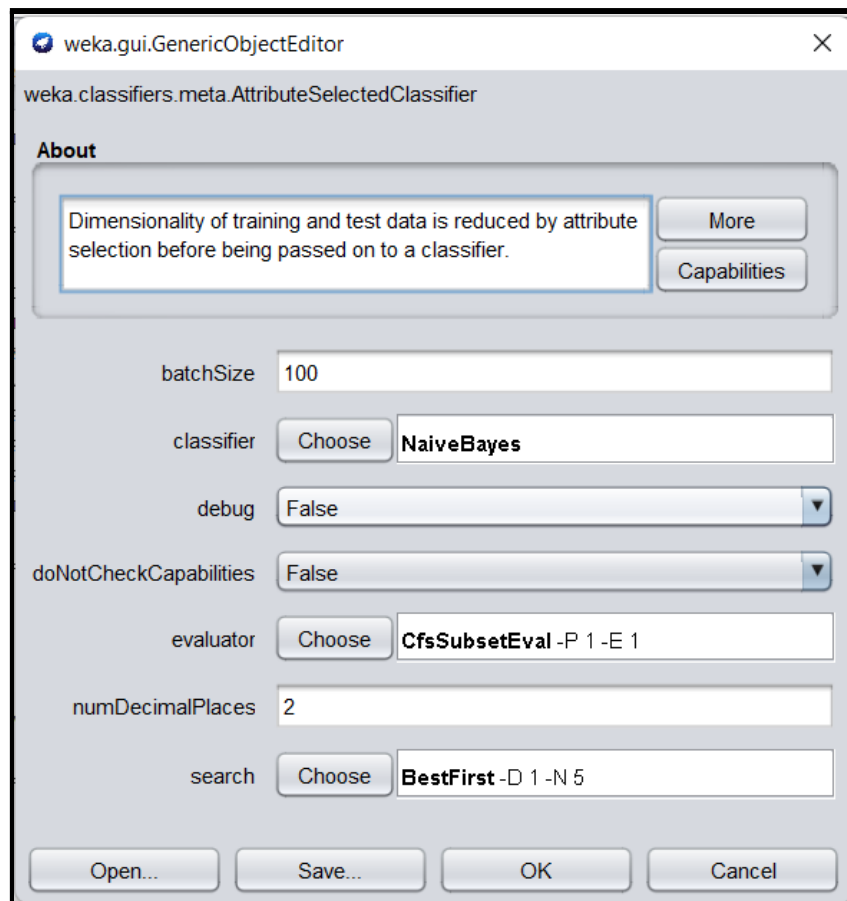 weka.gui.GenericObjectEditor
weka.classifiers.meta.AttributeSelectedClassifier
About
Dimensionality of training and test data is reduced by attribute
selection before being passed on to a classifier.
More
Capabilities
batchSize 100
classifier Choose NaiveBayes
debug False
doNotCheckCapabilities False
evaluator Choose CfsSubsetEval -P 1 -E 1
numDecimalPlaces 2
search Choose BestFirst -D 1 -N 5
Open... Save... OK Cancel